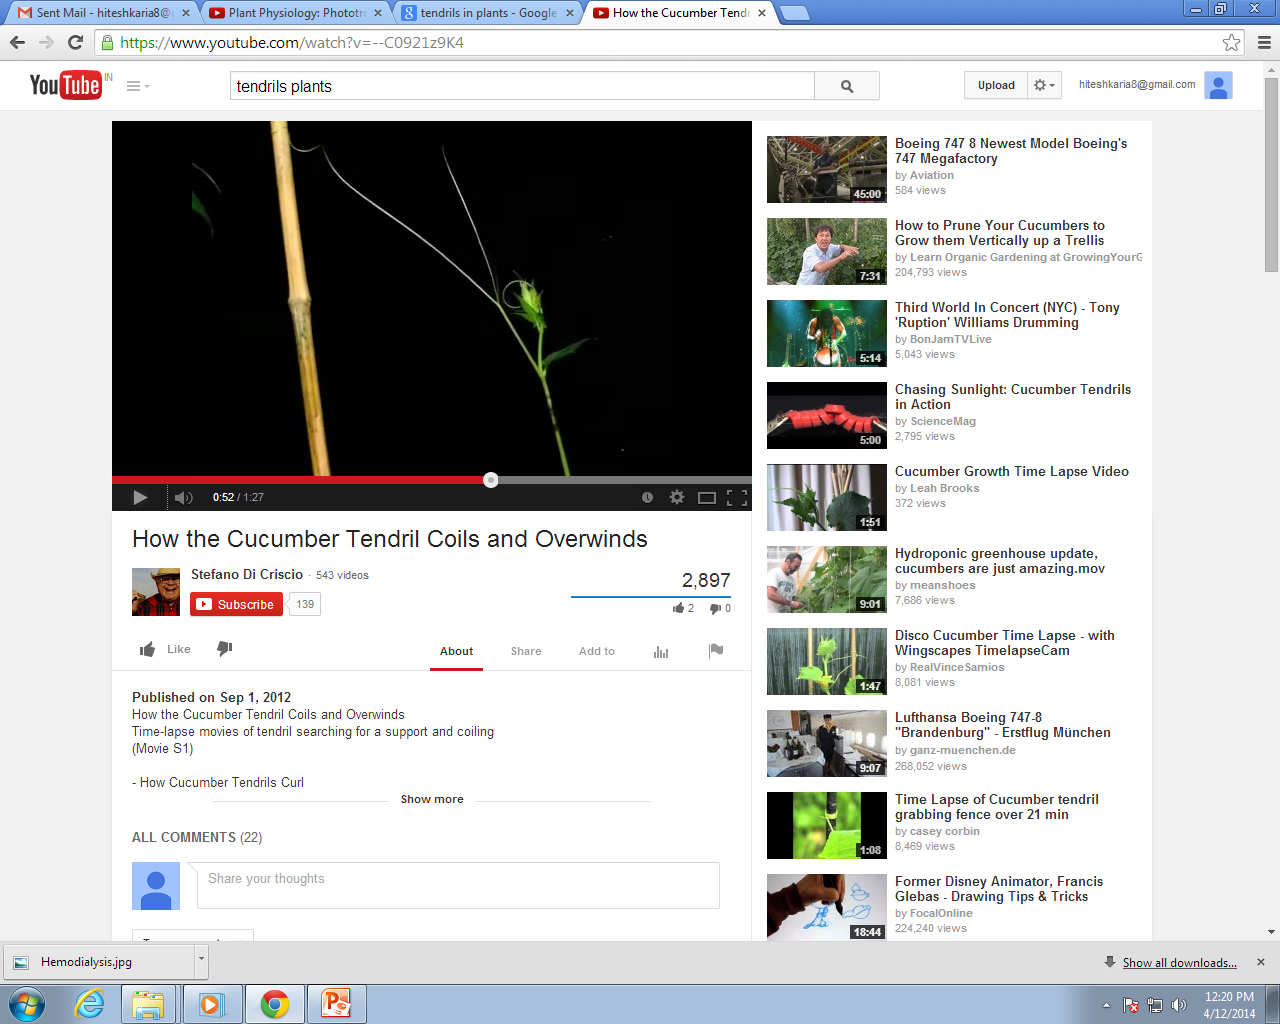 Sent Mail - hiteshkaria8@g
Plant Physiology: Phototr
tendrils in plants - Google
How the Cucumber Tend
https://www.youtube.com/watch?v=--C0921z9K4
YouTube IN
tendrils plants
Upload
hiteshkaria8@gmail.com
0:52 / 1:27
How the Cucumber Tendril Coils and Overwinds
Stefano Di Criscio · 543 videos
Subscribe 139
2,897
2 0
Like
About Share Add to
Published on Sep 1, 2012
How the Cucumber Tendril Coils and Overwinds
Time-lapse movies of tendril searching for a support and coiling
(Movie S1)
- How Cucumber Tendrils Curl
Show more
ALL COMMENTS (22)
Share your thoughts
Boeing 747 8 Newest Model Boeing's
747 Megafactory
by Aviation
584 views
45:00
How to Prune Your Cucumbers to
Grow them Vertically up a Trellis
by Learn Organic Gardening at GrowingYourG
204,793 views
7:31
Third World In Concert (NYC) - Tony
'Ruption' Williams Drumming
by BonJamTVLive
5,043 views
5:14
Chasing Sunlight: Cucumber Tendrils
in Action
by ScienceMag
2,795 views
5:00
Cucumber Growth Time Lapse Video
by Leah Brooks
372 views
1:51
Hydroponic greenhouse update,
cucumbers are just amazing.mov
by meanshoes
7,686 views
9:01
Disco Cucumber Time Lapse - with
Wingscapes TimelapseCam
by RealVinceSamios
8,081 views
1:47
Lufthansa Boeing 747-8
"Brandenburg" - Erstflug München
by ganz-muenchen.de
268,052 views
9:07
Time Lapse of Cucumber tendril
grabbing fence over 21 min
by casey corbin
8,469 views
1:08
Former Disney Animator, Francis
Glebas - Drawing Tips & Tricks
by FocalOnline
224,240 views
18:44
Hemodialysis.jpg
Show all downloads...
12:20 PM
4/12/2014